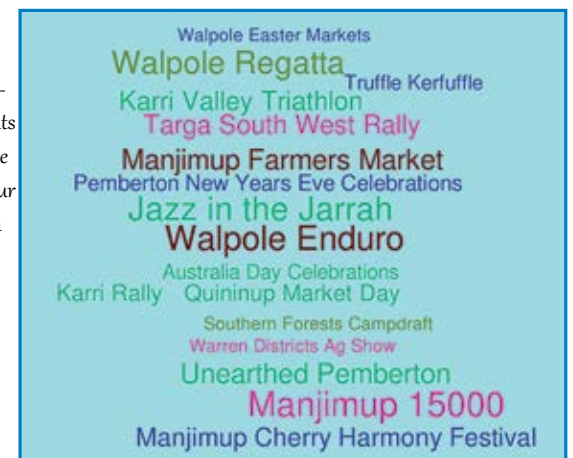 Walpole Easter Markets
Walpole Regatta
Truffle Kerfuffle
Karri Valley Triathlon
Targa South West Rally
Manjimup Farmers Market
Pemberton New Years Eve Celebrations
Jazz in the Jarrah
Walpole Enduro
Australia Day Celebrations
Karri Rally Quininup Market Day
Southern Forests Campdraft
Warren Districts Ag Show
Unearthed Pemberton
Manjimup 15000
Manjimup Cherry Harmony Festival